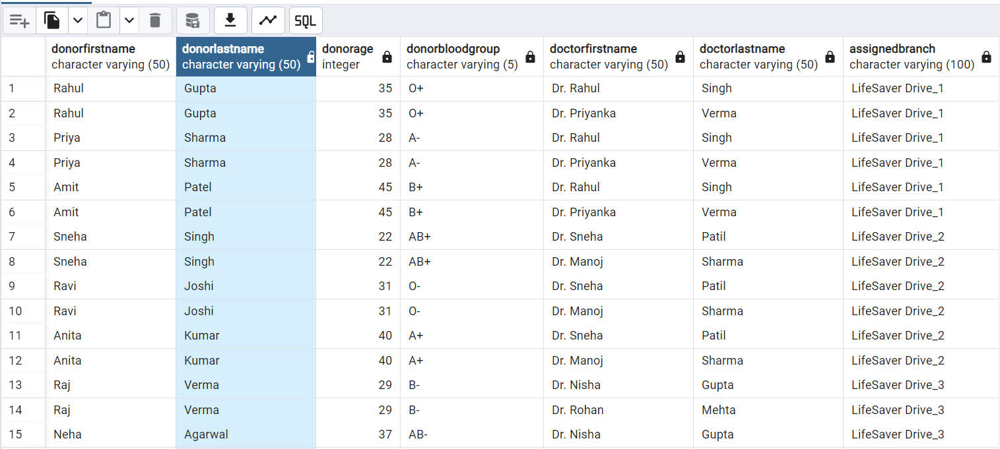 SQL
donorfirstname donorlastname donorage donorbloodgroup doctorfirstname doctorlastname assignedbranch
character varying (50) character varying (50) integer character varying (5) character varying (50) character varying (50) character varying (100)
1 Rahul Gupta 35 O+ Dr. Rahul Singh LifeSaver Drive_1
2 Rahul Gupta 35 O+ Dr. Priyanka Verma LifeSaver Drive_1
3 Priya Sharma 28 A- Dr. Rahul Singh LifeSaver Drive_1
4 Priya Sharma 28 A- Dr. Priyanka Verma LifeSaver Drive_1
5 Amit Patel 45 B+ Dr. Rahul Singh LifeSaver Drive_1
6 Amit Patel 45 B+ Dr. Priyanka Verma LifeSaver Drive_1
7 Sneha Singh 22 AB+ Dr. Sneha Patil LifeSaver Drive_2
8 Sneha Singh 22 AB+ Dr. Manoj Sharma LifeSaver Drive_2
9 Ravi Joshi 31 O- Dr. Sneha Patil LifeSaver Drive_2
10 Ravi Joshi 31 O- Dr. Manoj Sharma LifeSaver Drive_2
11 Anita Kumar 40 A+ Dr. Sneha Patil LifeSaver Drive_2
12 Anita Kumar 40 A+ Dr. Manoj Sharma LifeSaver Drive_2
13 Raj Verma 29 B- Dr. Nisha Gupta LifeSaver Drive_3
14 Raj Verma 29 B- Dr. Rohan Mehta LifeSaver Drive_3
15 Neha Agarwal 37 AB- Dr. Nisha Gupta LifeSaver Drive_3